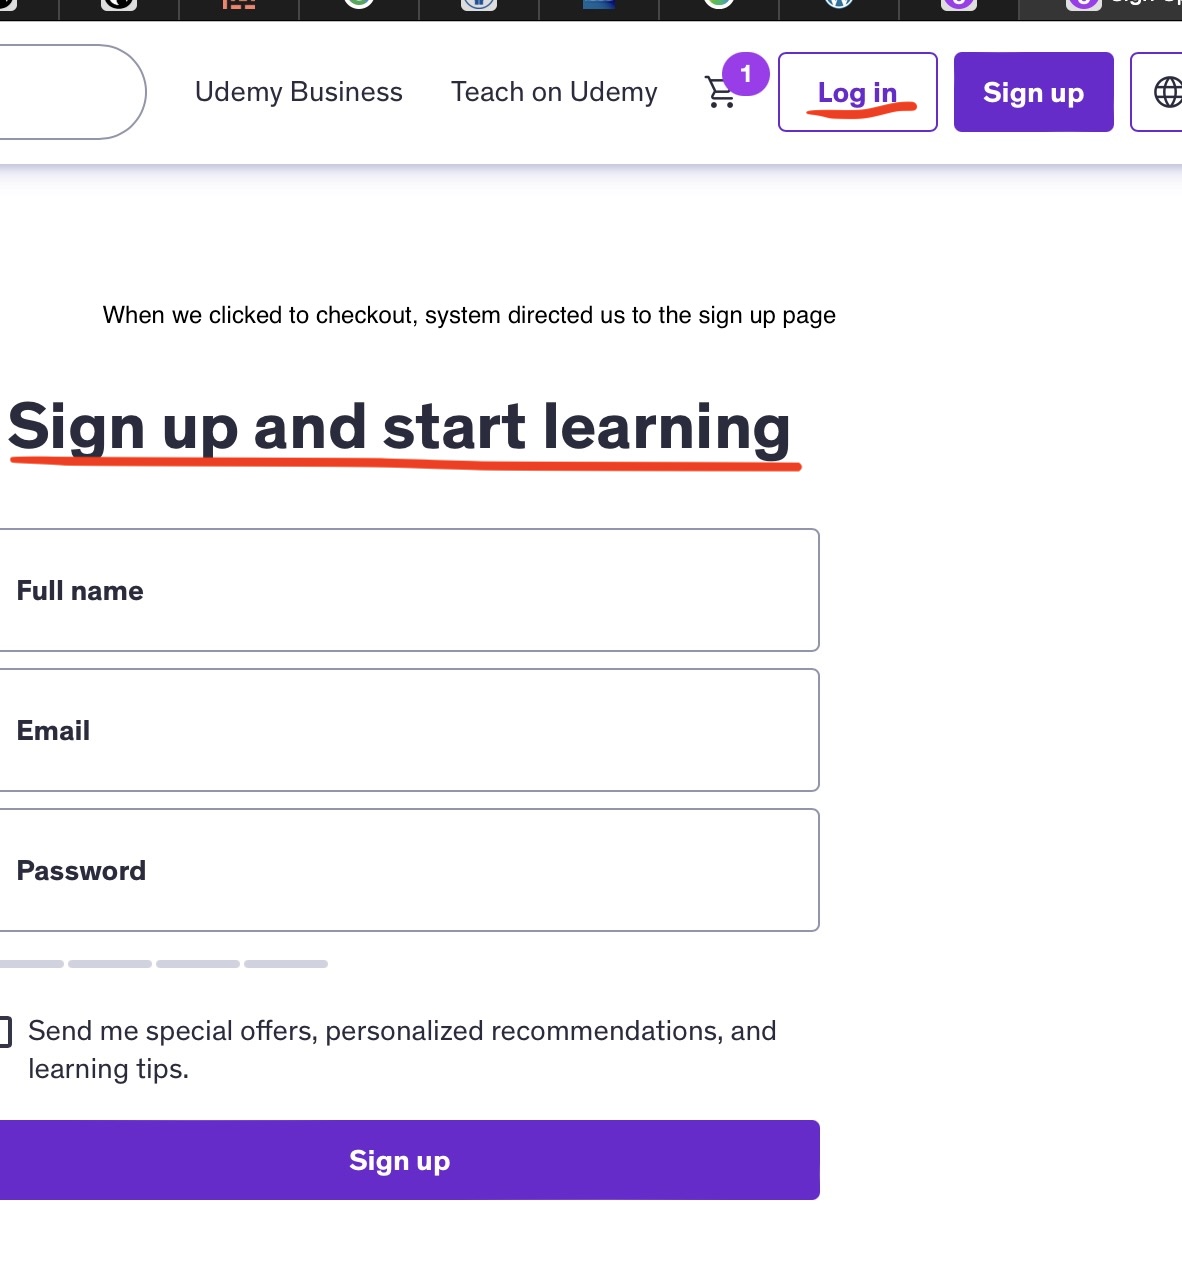 Udemy Business Teach on Udemy 1 Log in Sign up
When we clicked to checkout, system directed us to the sign up page
Sign up and start learning
Full name
Email
Password
Send me special offers, personalized recommendations, and
learning tips.
Sign up